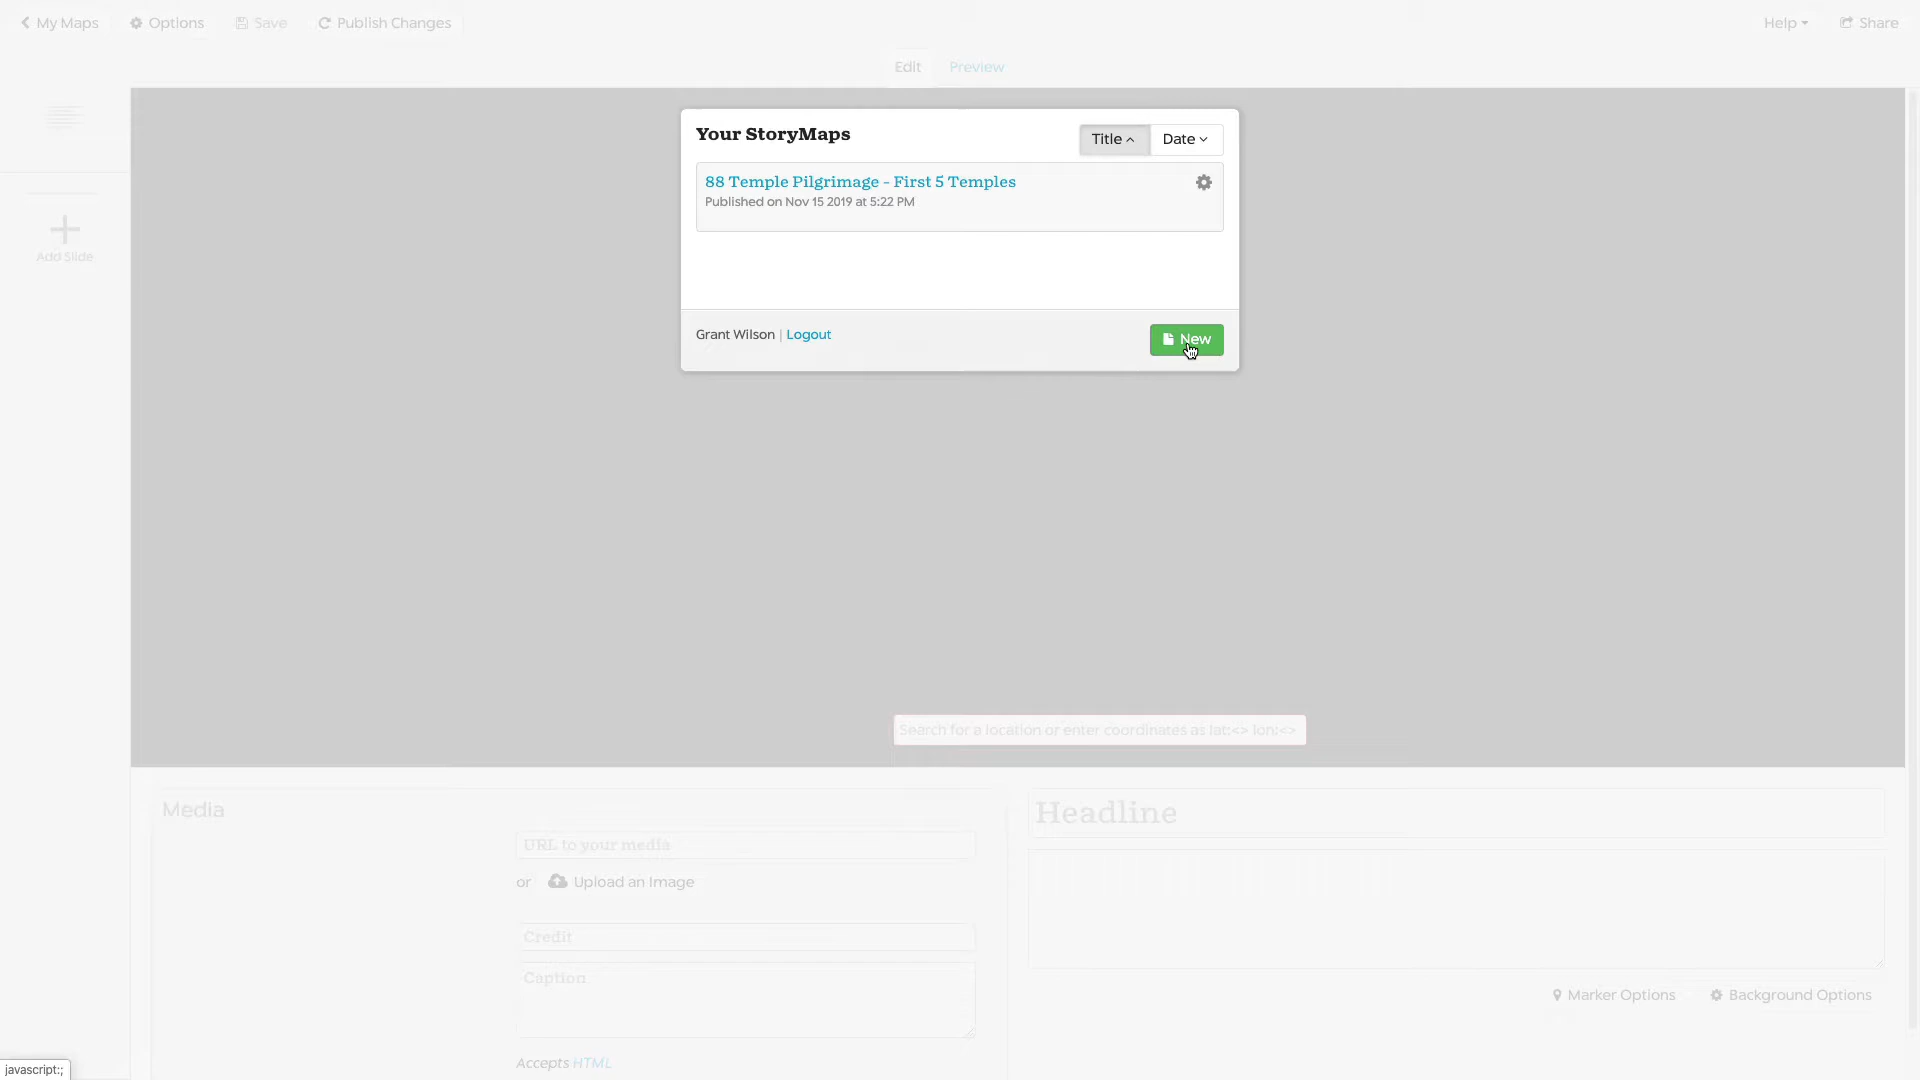 My Maps
Options
Save
Publish Changes
Help
Share
Edit
Preview
Your StoryMaps
Title
Date
88 Temple Pilgrimage - First 5 Temples
Published on Nov 15 2019 at 5:22 PM
Add Slide
Grant Wilson | Logout
New
Search for a location or enter coordinates as lat:<> lon:<>
Media
Headline
URL to your media
or Upload an Image
Credit
Caption
Marker Options
Background Options
Accepts HTML
javascript:;